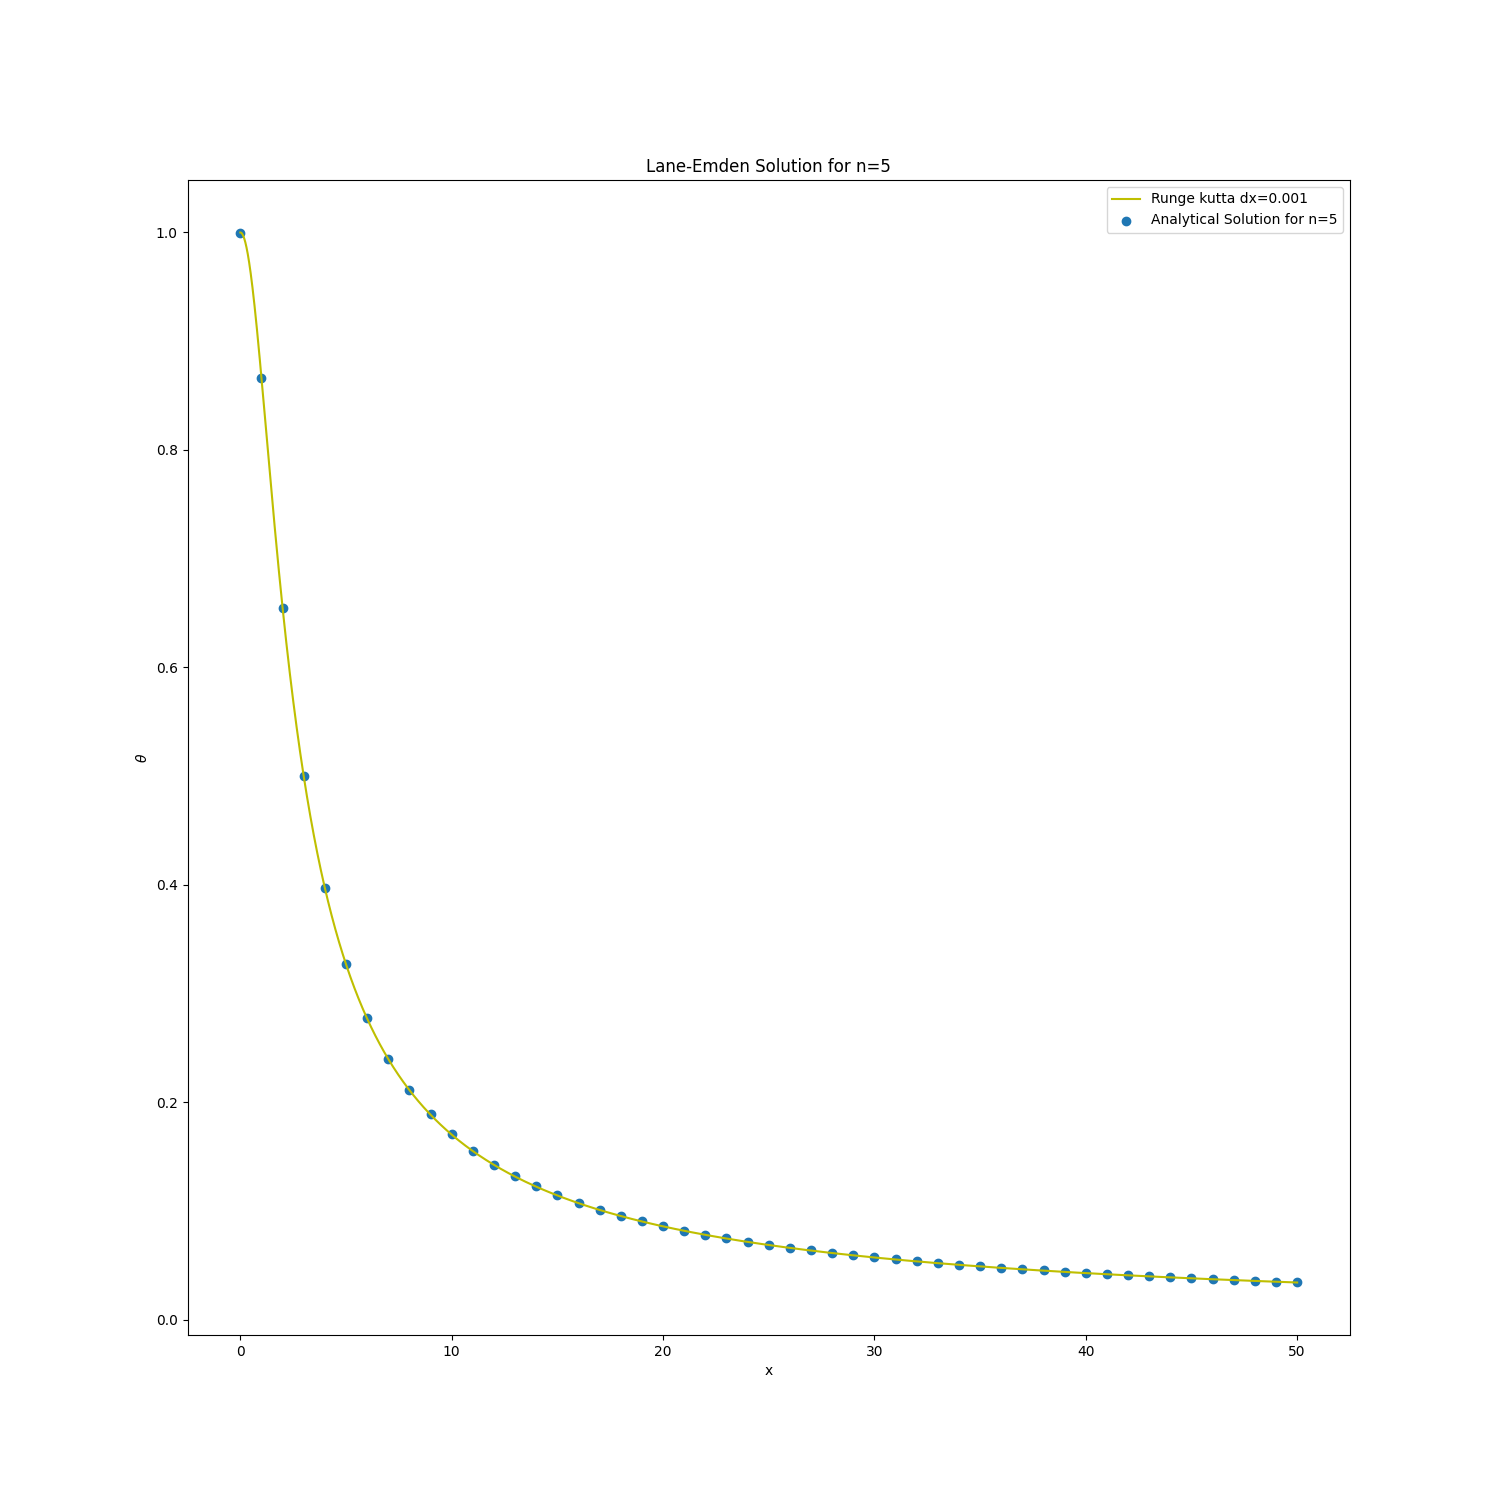 Lane-Emden Solution for n=5
Runge kutta dx=0.001
Analytical Solution for n=5
1.0
0.8
0.6
θ
0.4
0.2
0.0
0 10 20 30 40 50
x